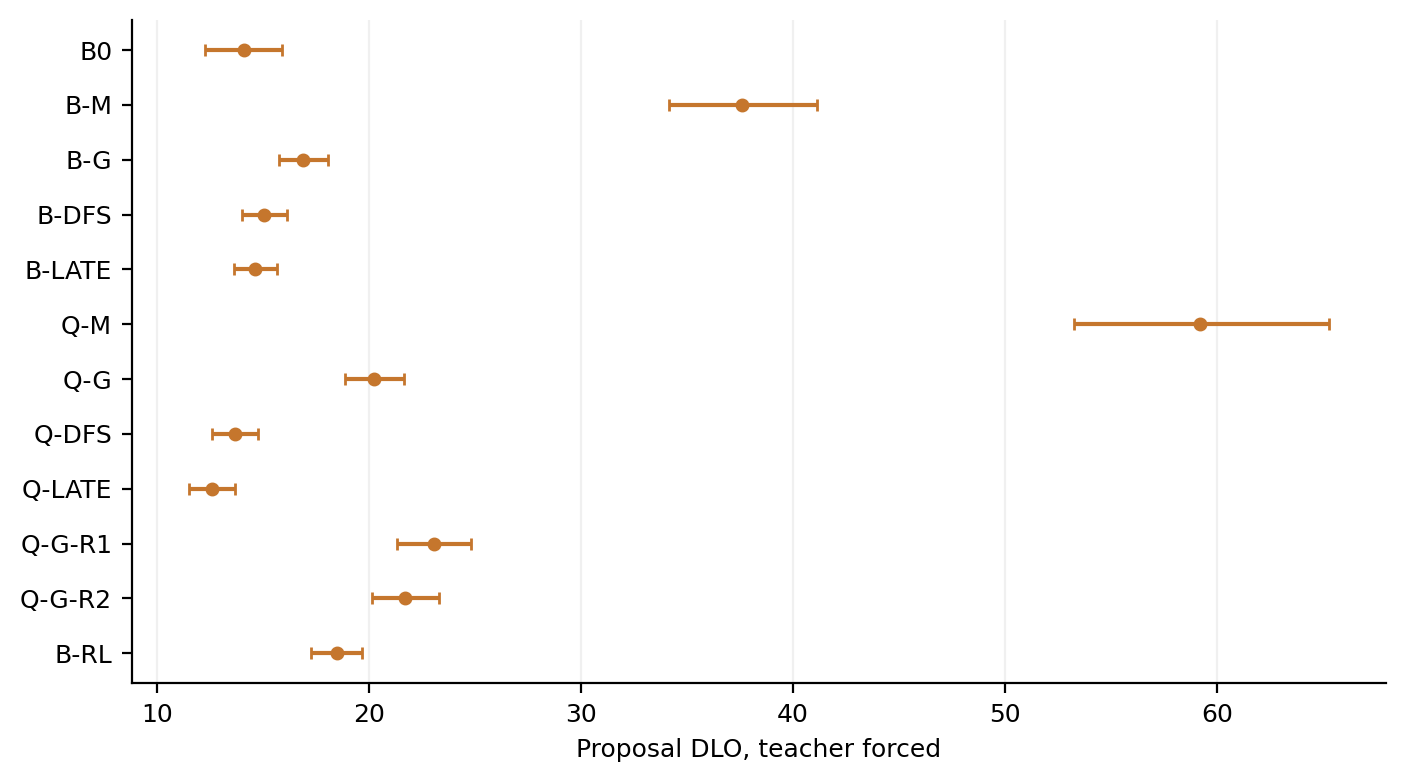 B0
B-M
B-G
B-DFS
B-LATE
Q-M
Q-G
Q-DFS
Q-LATE
Q-G-R1
Q-G-R2
B-RL
10 20 30 40 50 60
Proposal DLO, teacher forced